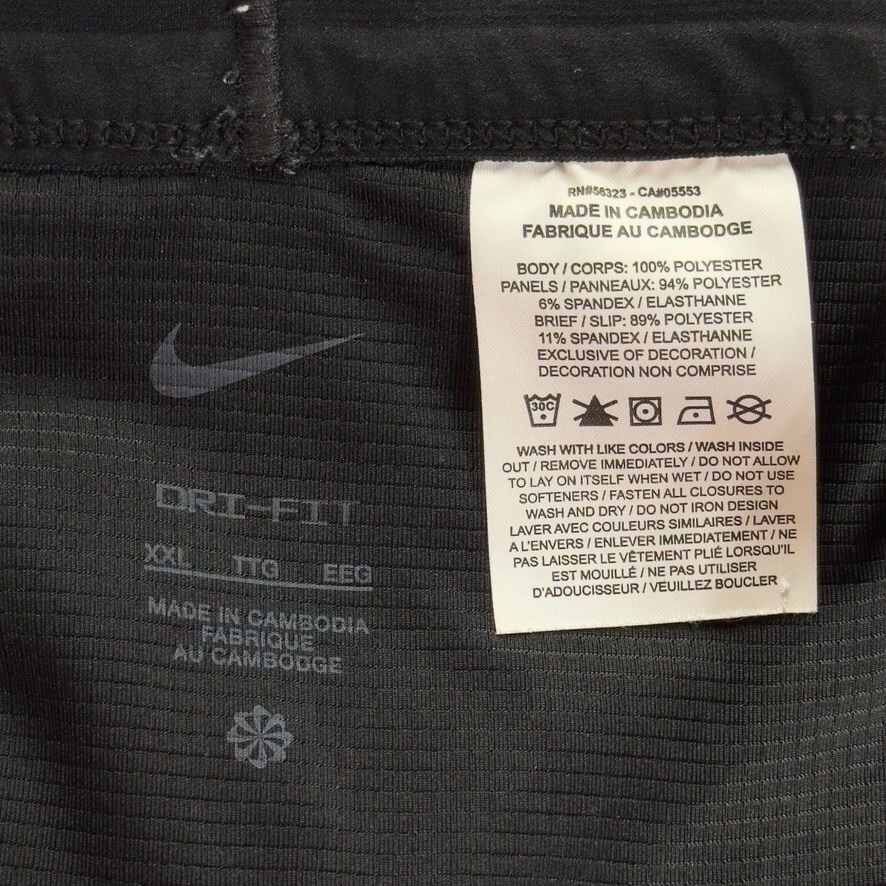 RN#56323 - CA#05553
MADE IN CAMBODIA
FABRIQUE AU CAMBODGE
BODY / CORPS: 100% POLYESTER
PANELS / PANNEAUX: 94% POLYESTER
6% SPANDEX / ELASTHANNE
BRIEF / SLIP: 89% POLYESTER
11% SPANDEX / ELASTHANNE
EXCLUSIVE OF DECORATION /
DECORATION NON COMPRISE
30C
WASH WITH LIKE COLORS / WASH INSIDE
OUT / REMOVE IMMEDIATELY / DO NOT ALLOW
TO LAY ON ITSELF WHEN WET / DO NOT USE
SOFTENERS / FASTEN ALL CLOSURES TO
WASH AND DRY / DO NOT IRON DESIGN
LAVER AVEC COULEURS SIMILAIRES / LAVER
A L'ENVERS / ENLEVER IMMEDIATEMENT / NE
PAS LAISSER LE VÊTEMENT PLIÉ LORSQU'IL
EST MOUILLÉ / NE PAS UTILISER
D'ADOUCISSEUR / VEUILLEZ BOUCLER
DRI-FIT
XXL TTG EEG
MADE IN CAMBODIA
FABRIQUE
AU CAMBODGE